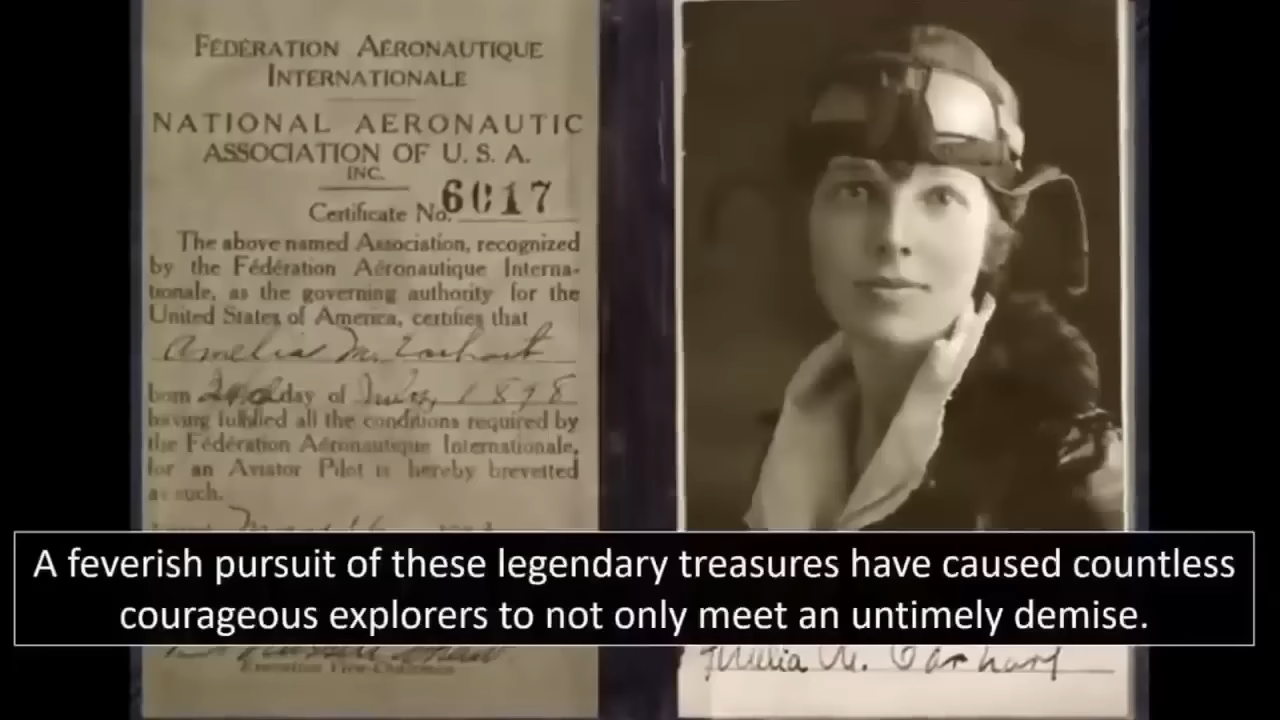 FÉDÉRATION AÉRONAUTIQUE
INTERNATIONALE
NATIONAL AERONAUTIC
ASSOCIATION OF U. S. A.
INC.
Certificate No. 6017
The above named Association, recognized
by the Fédération Aéronautique Interna-
tionale, as the governing authority for the
United States of America, certifies that
Amelia M. Earhart
born day of 1898
having fulfilled all the conditions required by
the Fédération Aéronautique Internationale,
for an Aviator Pilot is hereby brevetted
as such.
A feverish pursuit of these legendary treasures have caused countless
courageous explorers to not only meet an untimely demise.
Amelia M. Earhart